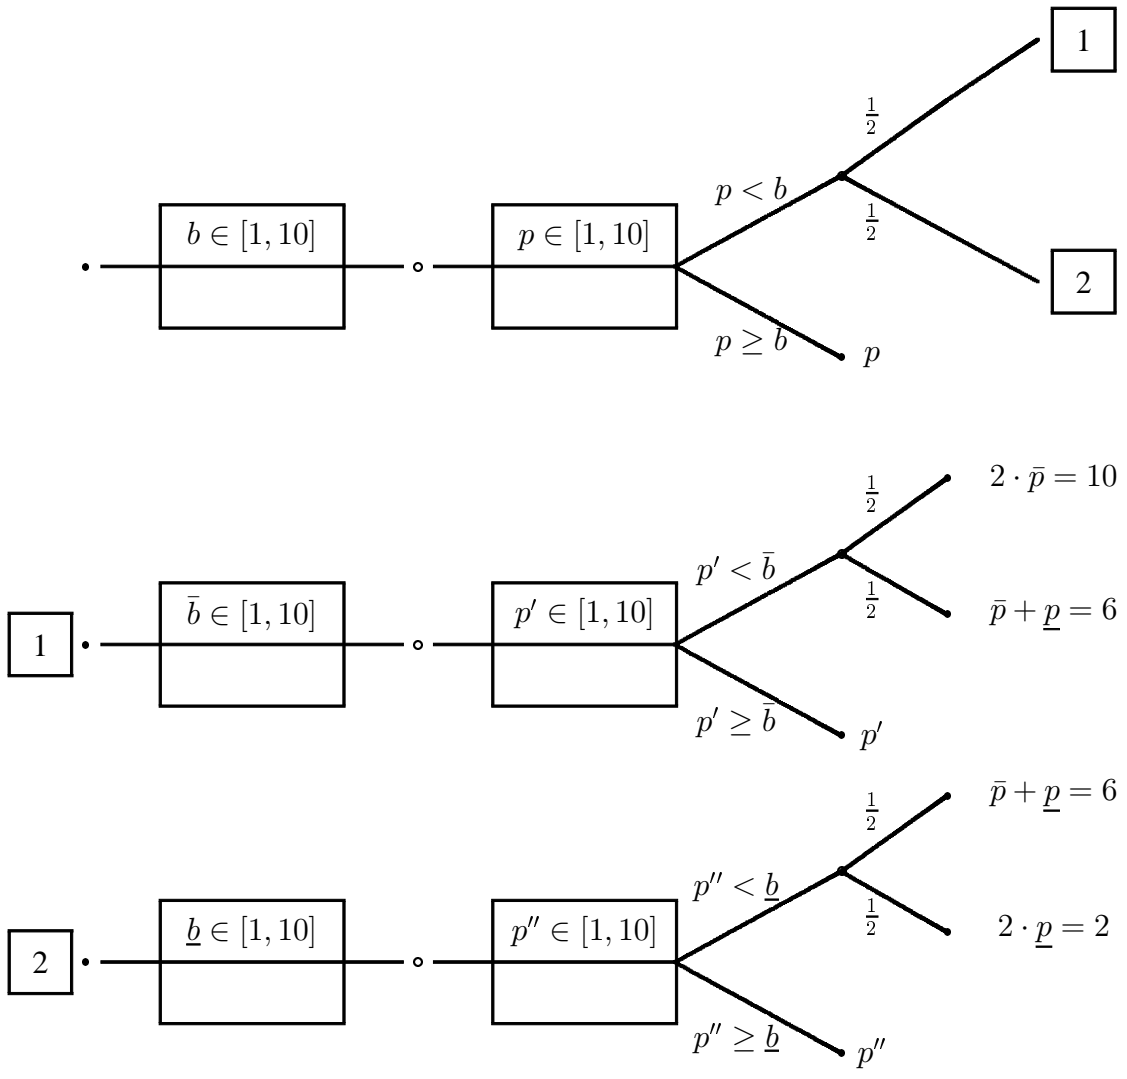 1
1/2
p < b
1/2
b ∈ [1, 10]
p ∈ [1, 10]
2
p ≥ b
p
2 · p̄ = 10
1/2
p′ < b̄
1/2
b̄ ∈ [1, 10]
p′ ∈ [1, 10]
p̄ + p̲ = 6
1
p′ ≥ b̄
p′
p̄ + p̲ = 6
1/2
p″ < b̲
1/2
b̲ ∈ [1, 10]
p″ ∈ [1, 10]
2 · p̲ = 2
2
p″ ≥ b̲
p″